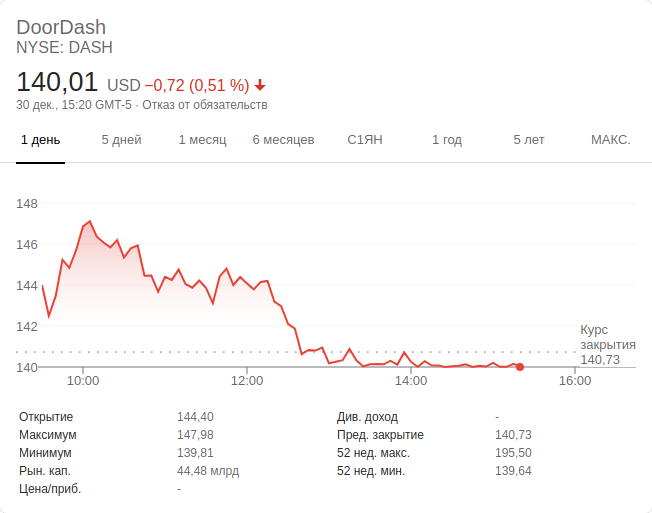 DoorDash
NYSE: DASH
140,01 USD −0,72 (0,51 %)
30 дек., 15:20 GMT-5 · Отказ от обязательств
1 день 5 дней 1 месяц 6 месяцев С1ЯН 1 год 5 лет МАКС.
148
146
144
142
140
Курс
закрытия
140,73
10:00 12:00 14:00 16:00
Открытие 144,40 Див. доход -
Максимум 147,98 Пред. закрытие 140,73
Минимум 139,81 52 нед. макс. 195,50
Рын. кап. 44,48 млрд 52 нед. мин. 139,64
Цена/приб. -